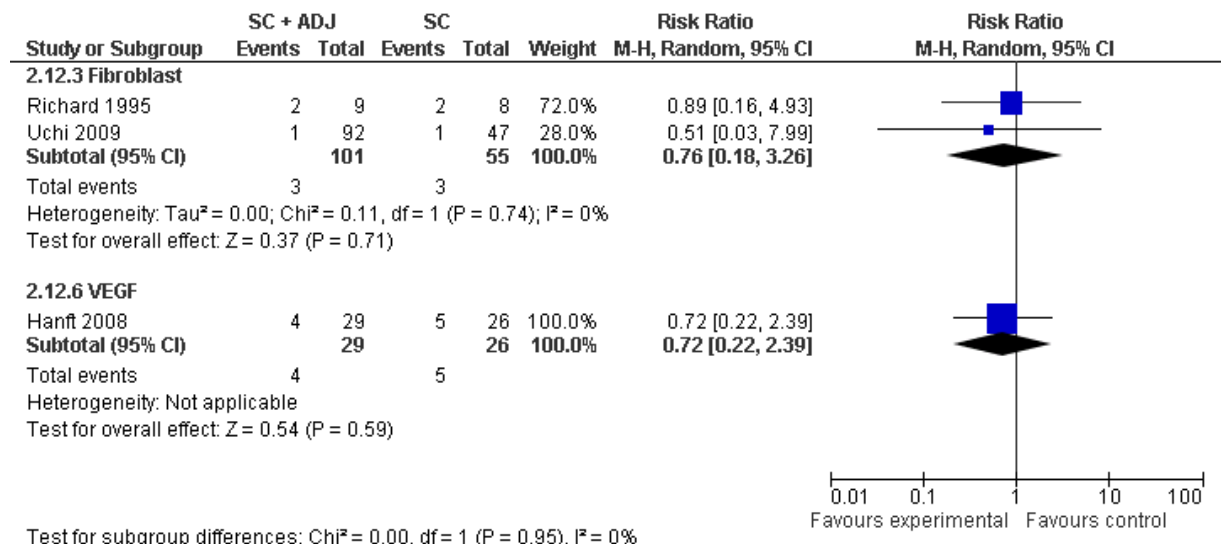 SC + ADJ SC Risk Ratio Risk Ratio
Study or Subgroup Events Total Events Total Weight M-H, Random, 95% CI M-H, Random, 95% CI
2.12.3 Fibroblast
Richard 1995 2 9 2 8 72.0% 0.89 [0.16, 4.93]
Uchi 2009 1 92 1 47 28.0% 0.51 [0.03, 7.99]
Subtotal (95% CI) 101 55 100.0% 0.76 [0.18, 3.26]
Total events 3 3
Heterogeneity: Tau² = 0.00; Chi² = 0.11, df = 1 (P = 0.74); I² = 0%
Test for overall effect: Z = 0.37 (P = 0.71)
2.12.6 VEGF
Hanft 2008 4 29 5 26 100.0% 0.72 [0.22, 2.39]
Subtotal (95% CI) 29 26 100.0% 0.72 [0.22, 2.39]
Total events 4 5
Heterogeneity: Not applicable
Test for overall effect: Z = 0.54 (P = 0.59)
0.01 0.1 1 10 100
Favours experimental Favours control
Test for subgroup differences: Chi² = 0.00, df = 1 (P = 0.95), I² = 0%